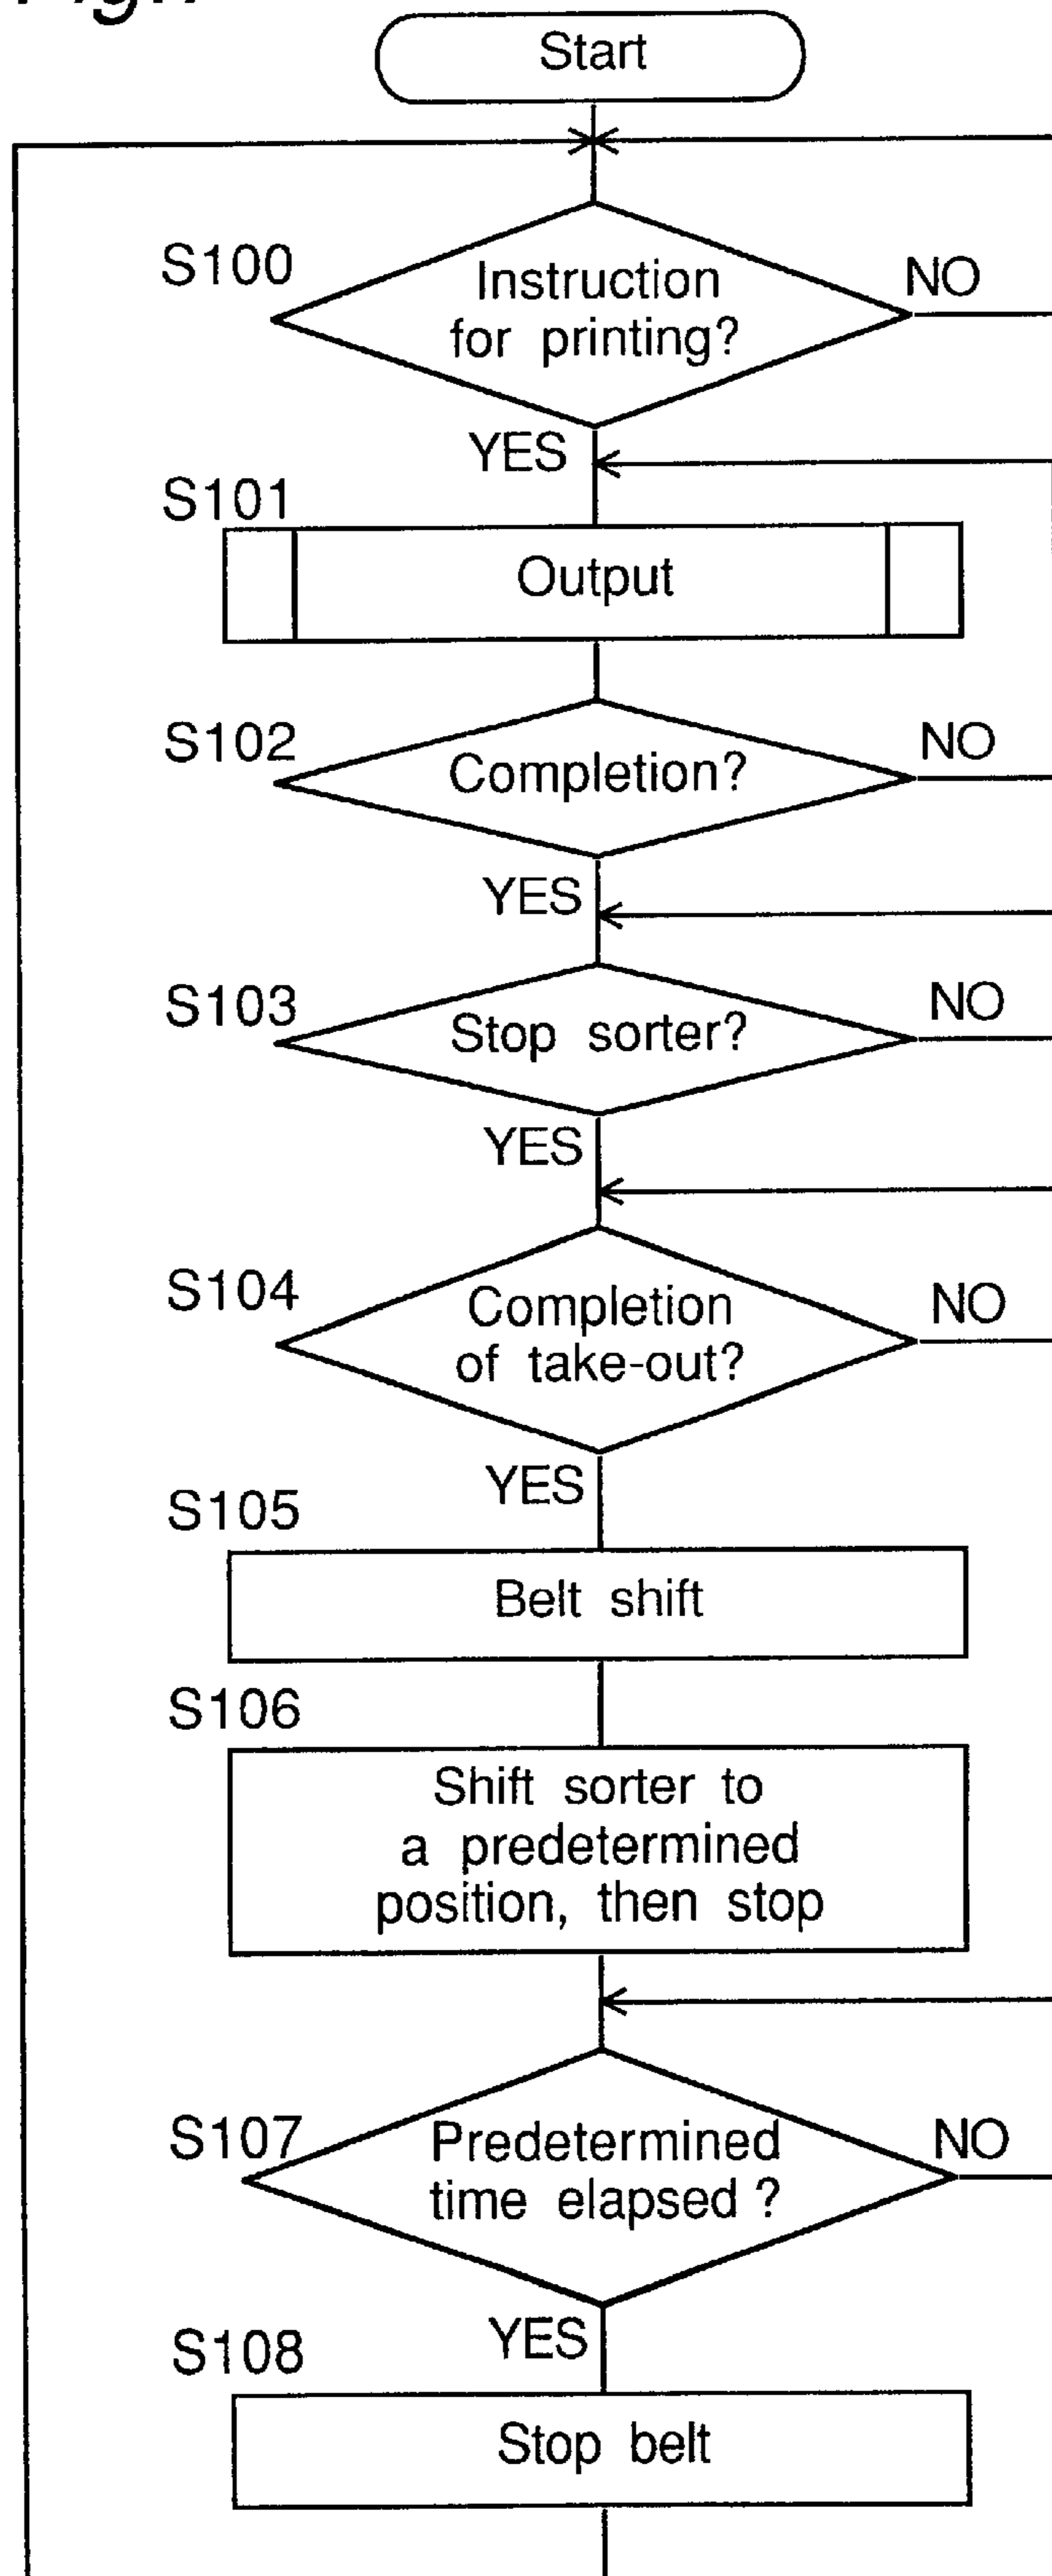 Start
S100
Instruction
for printing?
NO
YES
S101
Output
S102
Completion?
NO
YES
S103
Stop sorter?
NO
YES
S104
Completion
of take-out?
NO
YES
S105
Belt shift
S106
Shift sorter to
a predetermined
position, then stop
S107
Predetermined
time elapsed ?
NO
YES
S108
Stop belt